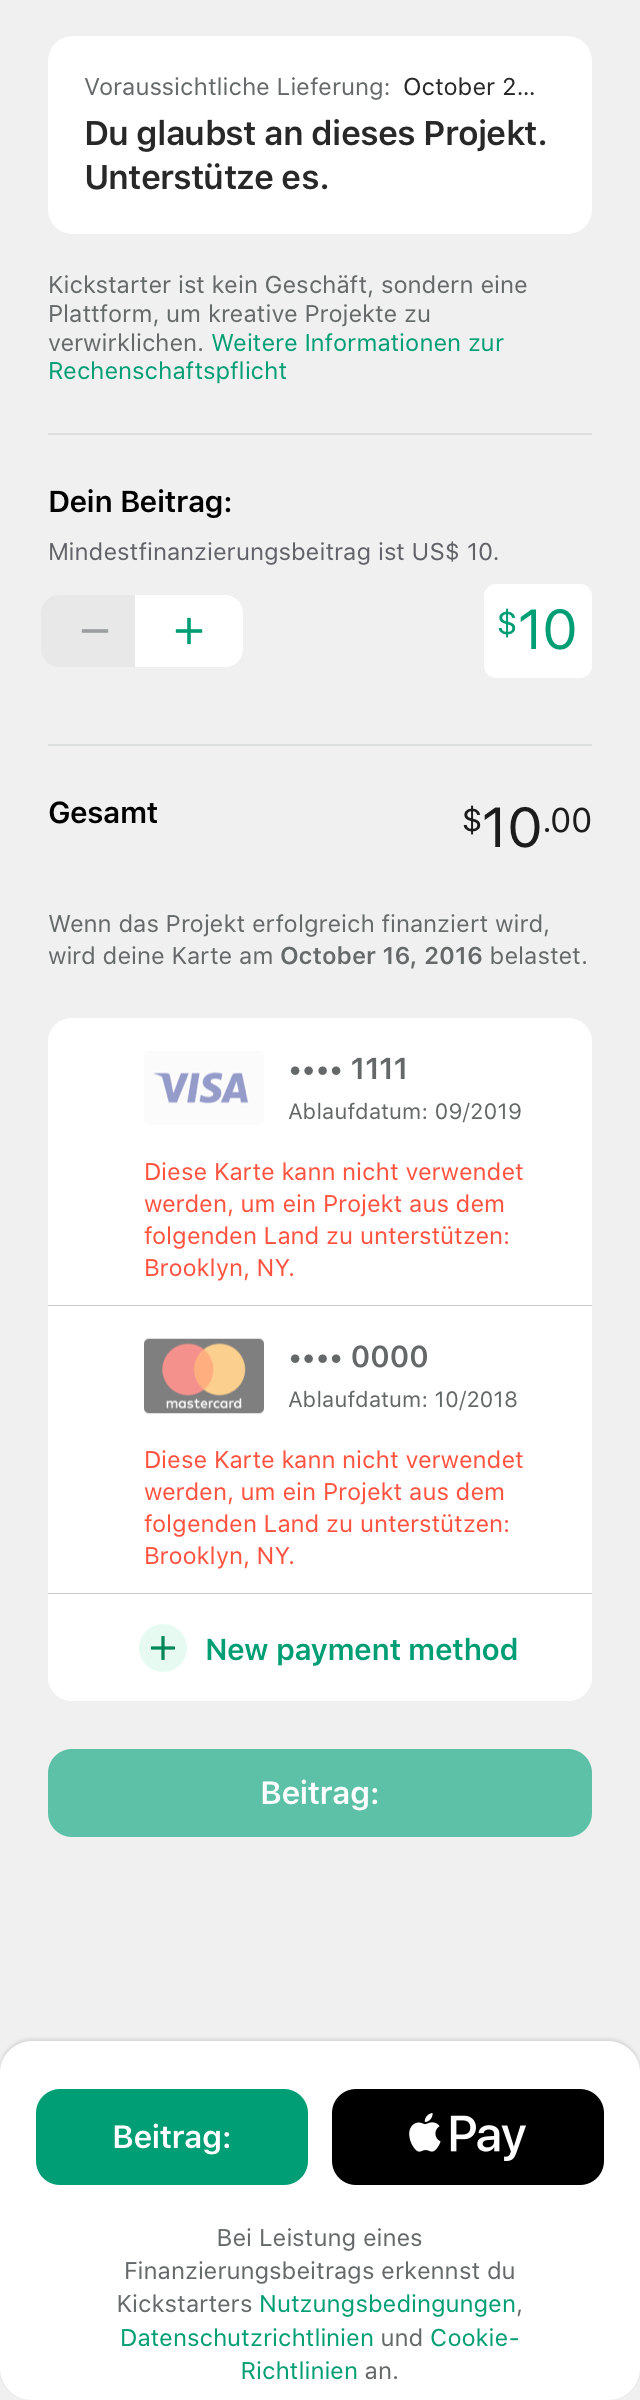 Voraussichtliche Lieferung: October 2...
Du glaubst an dieses Projekt.
Unterstütze es.
Kickstarter ist kein Geschäft, sondern eine
Plattform, um kreative Projekte zu
verwirklichen. Weitere Informationen zur
Rechenschaftspflicht
Dein Beitrag:
Mindestfinanzierungsbeitrag ist US$ 10.
− +
$10
Gesamt
$10.00
Wenn das Projekt erfolgreich finanziert wird,
wird deine Karte am October 16, 2016 belastet.
VISA
•••• 1111
Ablaufdatum: 09/2019
Diese Karte kann nicht verwendet
werden, um ein Projekt aus dem
folgenden Land zu unterstützen:
Brooklyn, NY.
mastercard
•••• 0000
Ablaufdatum: 10/2018
Diese Karte kann nicht verwendet
werden, um ein Projekt aus dem
folgenden Land zu unterstützen:
Brooklyn, NY.
+ New payment method
Beitrag:
Beitrag:
Pay
Bei Leistung eines
Finanzierungsbeitrags erkennst du
Kickstarters Nutzungsbedingungen,
Datenschutzrichtlinien und Cookie-
Richtlinien an.